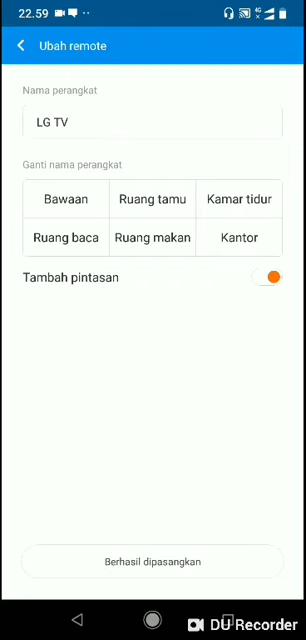 22.59
4G
Ubah remote
Nama perangkat
LG TV
Ganti nama perangkat
Bawaan
Ruang tamu
Kamar tidur
Ruang baca
Ruang makan
Kantor
Tambah pintasan
Berhasil dipasangkan
DU Recorder